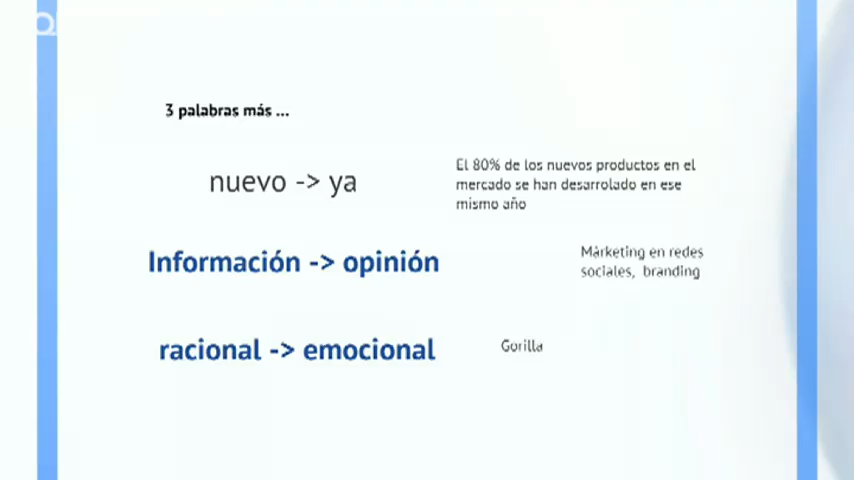 3 palabras más ...
nuevo -> ya
El 80% de los nuevos productos en el
mercado se han desarrolado en ese
mismo año
Información -> opinión
Màrketing en redes
sociales, branding
racional -> emocional
Gorilla